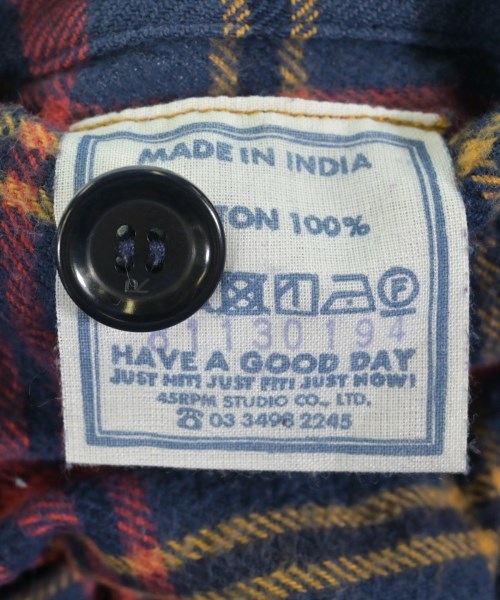 MADE IN INDIA
TON 100%
61130194
HAVE A GOOD DAY
JUST HIT! JUST FIT! JUST NOW!
45RPM STUDIO CO., LTD.
☎ 03 3498 2245